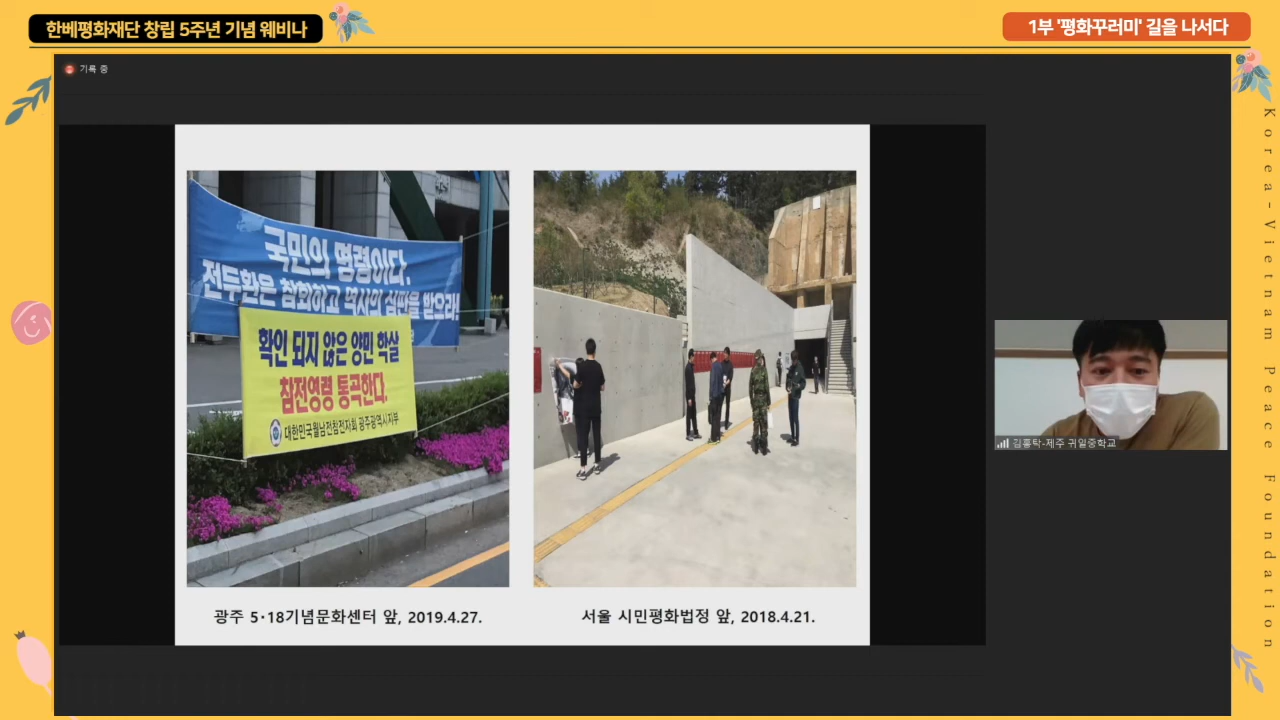 한베평화재단 창립 5주년 기념 웨비나
1부 '평화꾸러미' 길을 나서다
기록 중
국민의 명령이다.
전두환은 참회하고 역사의 심판을 받으라!
확인 되지 않은 양민 학살
참전영령 통곡한다.
대한민국월남전참전자회 광주광역시지부
광주 5·18기념문화센터 앞, 2019.4.27.
서울 시민평화법정 앞, 2018.4.21.
김홍탁-제주 귀일중학교
Korea-Vietnam Peace Foundation